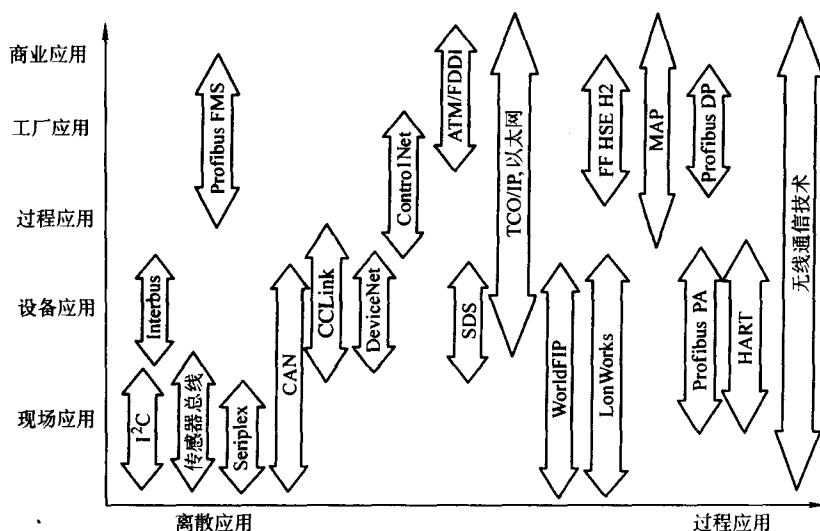 商业应用
工厂应用
过程应用
设备应用
现场应用
Profibus FMS
Interbus
I²C
传感器总线
Seriplex
CAN
CCLink
DeviceNet
ControlNet
ATM/FDDI
SDS
TCO/IP,以太网
WorldFIP
LonWorks
FF HSE H2
MAP
Profibus DP
Profibus PA
HART
无线通信技术
离散应用
过程应用